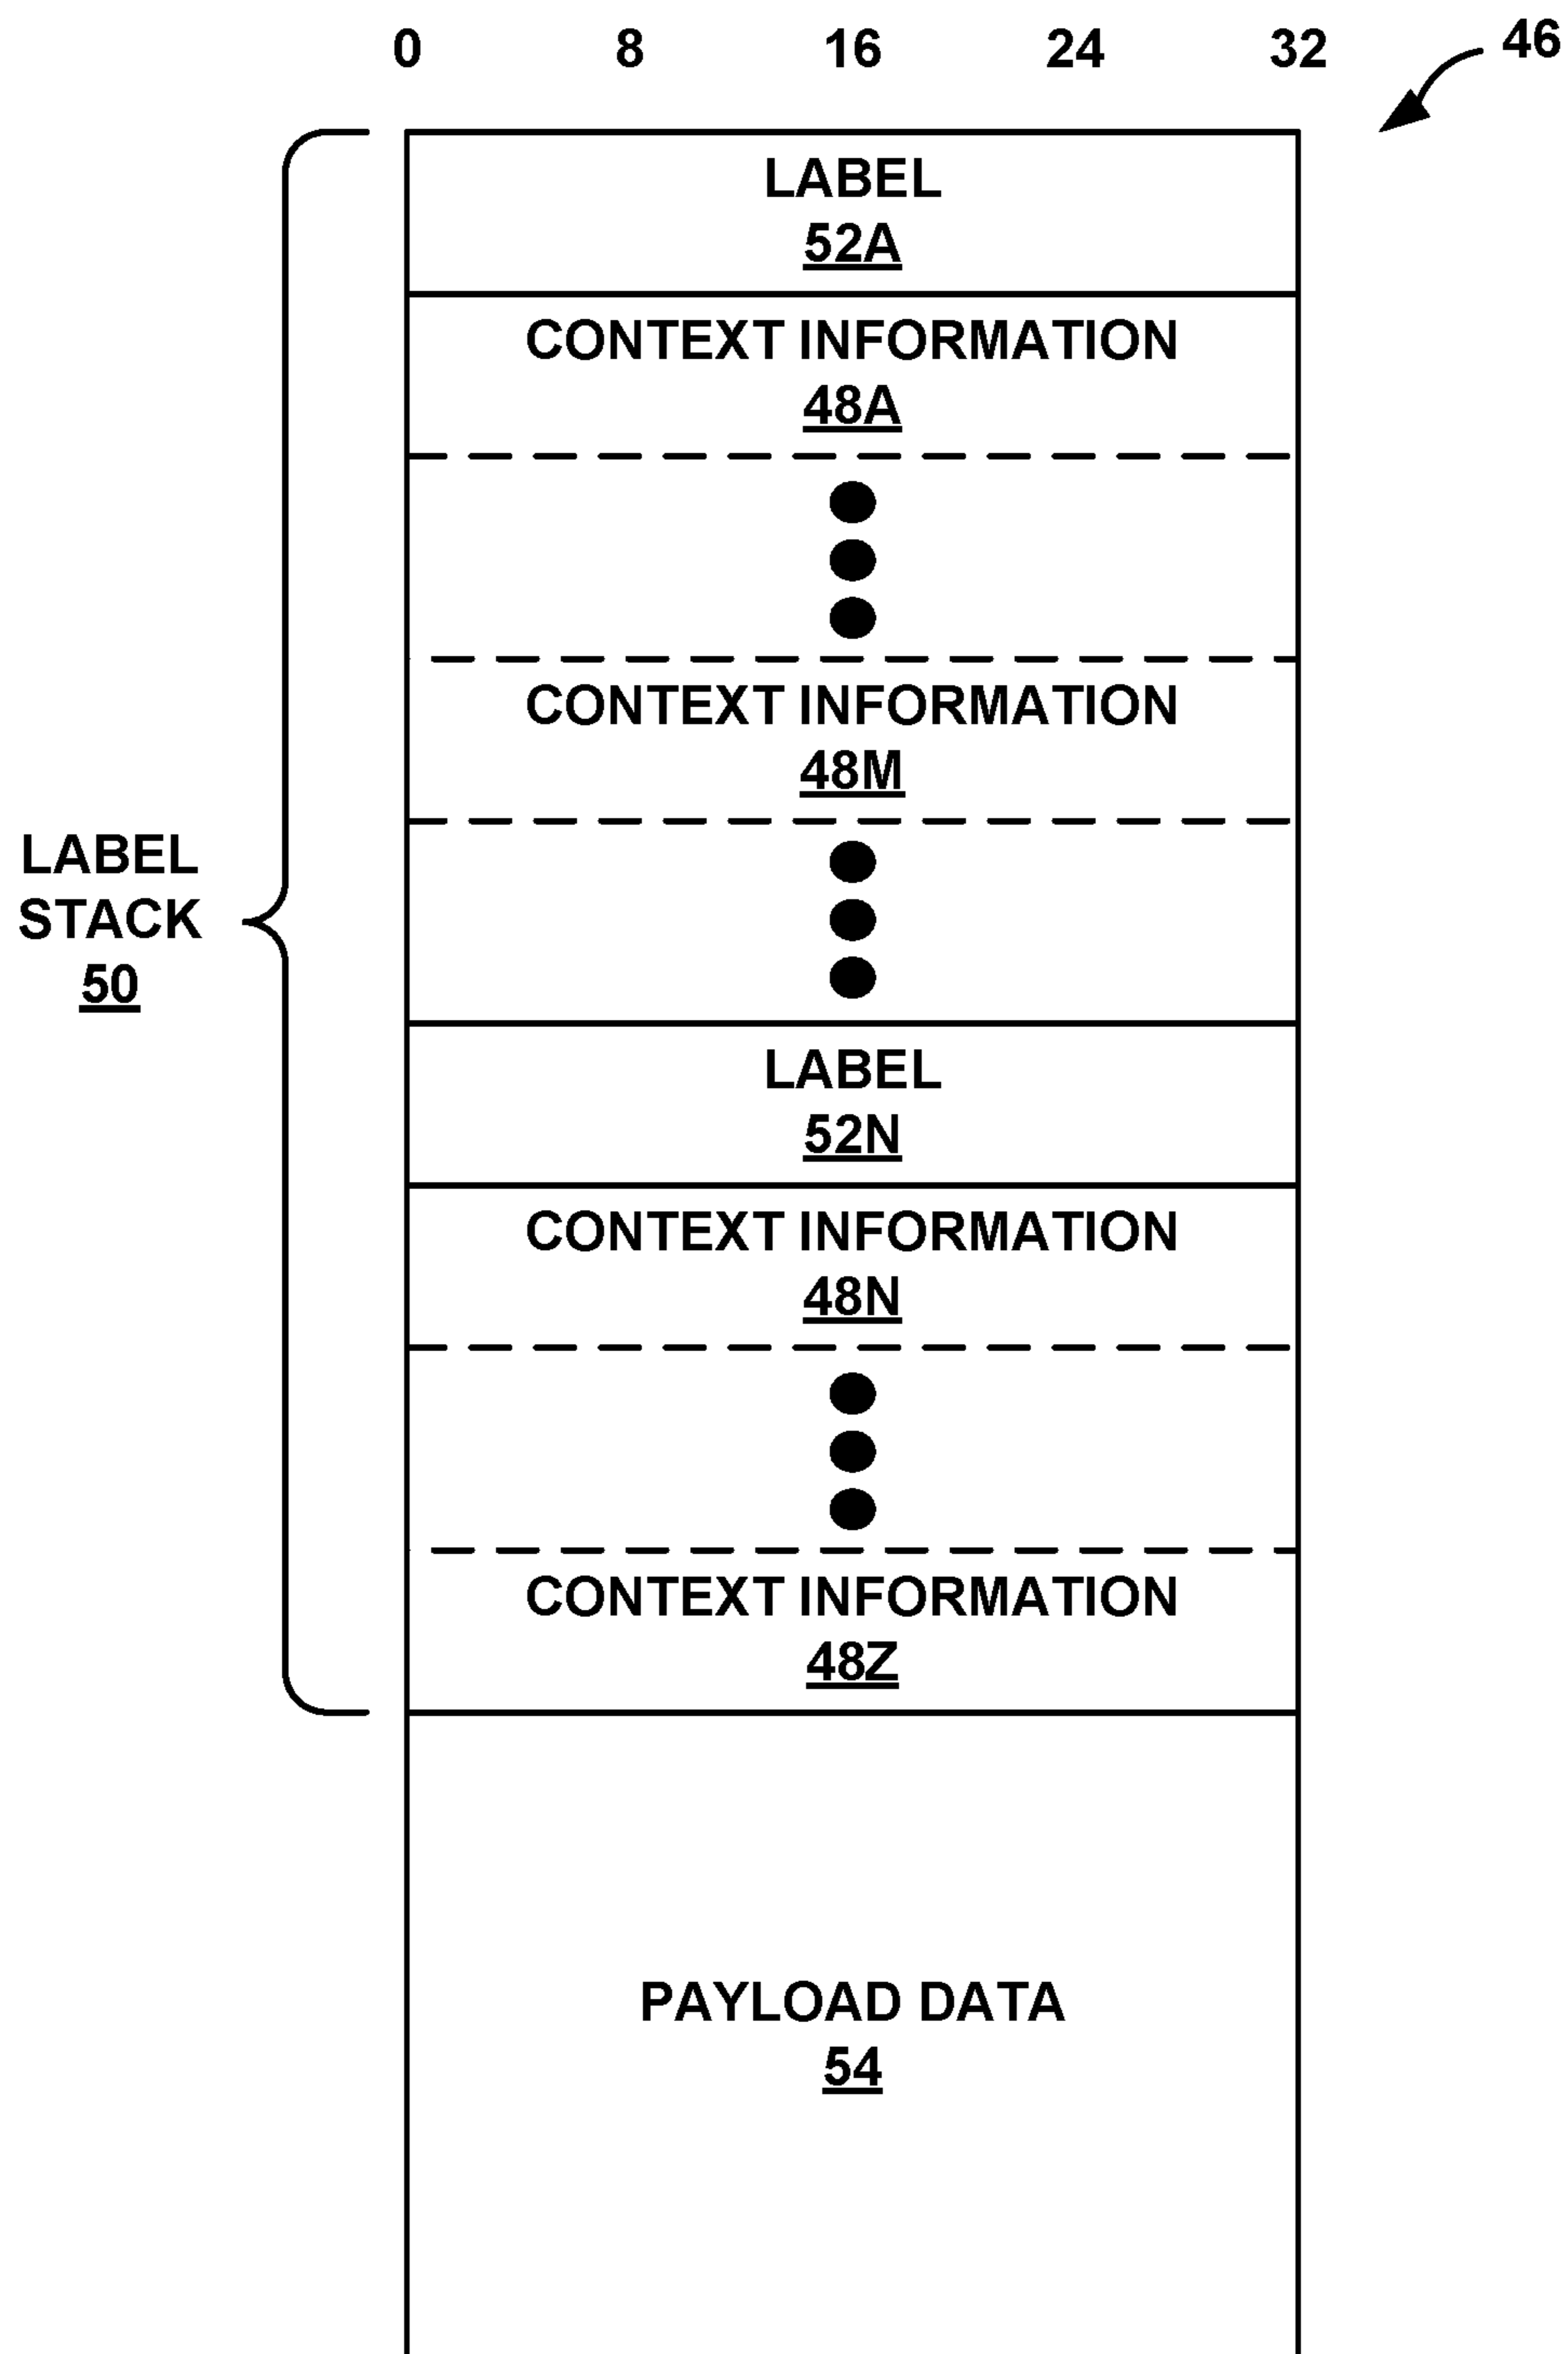 0 8 16 24 32
46
LABEL
52A
CONTEXT INFORMATION
48A
CONTEXT INFORMATION
48M
LABEL
STACK
50
LABEL
52N
CONTEXT INFORMATION
48N
CONTEXT INFORMATION
48Z
PAYLOAD DATA
54